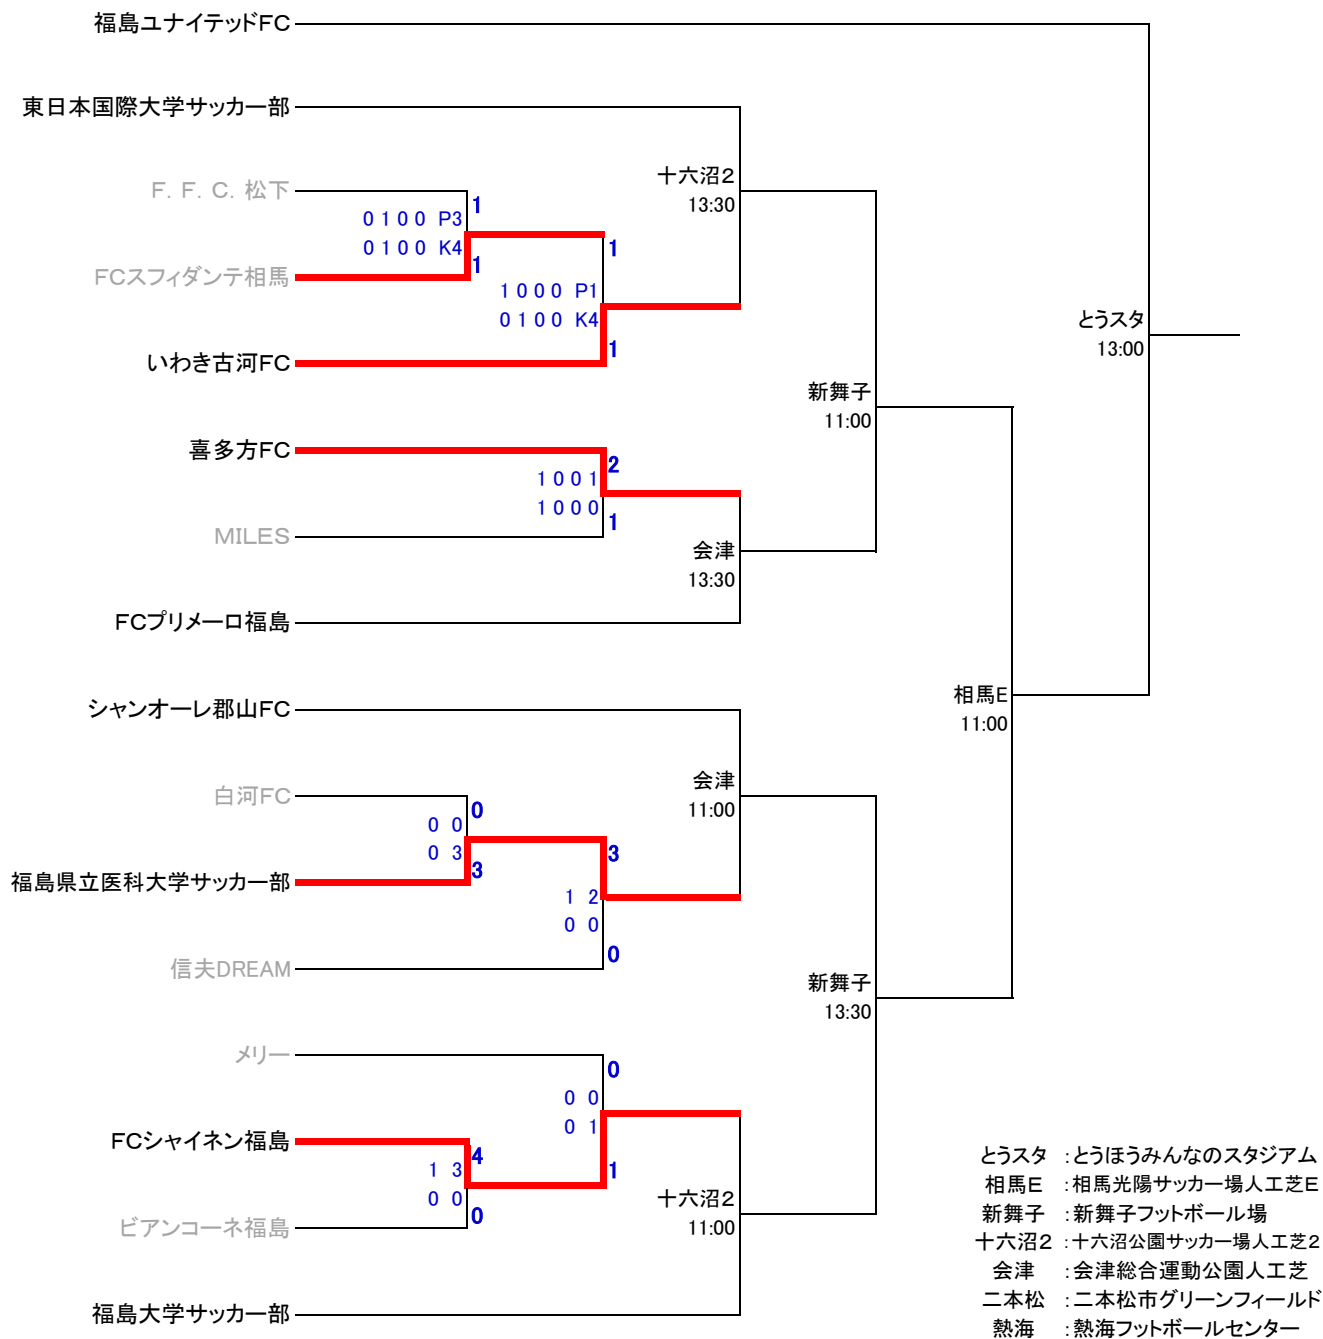 福島ユナイテッドFC
東日本国際大学サッカー部
十六沼2
13:30
F. F. C. 松下
1
0 1 0 0 P3
0 1 0 0 K4
1
FCスフィダンテ相馬
1
1 0 0 0 P1
0 1 0 0 K4
1
いわき古河FC
とうスタ
13:00
新舞子
11:00
喜多方FC
2
1 0 0 1
1 0 0 0
1
MILES
会津
13:30
FCプリメーロ福島
相馬E
11:00
シャンオーレ郡山FC
会津
11:00
白河FC
0
0 0
0 3
3
福島県立医科大学サッカー部
3
1 2
0 0
0
信夫DREAM
新舞子
13:30
メリー
0
0 0
0 1
1
FCシャイネン福島
4
1 3
0 0
0
ビアンコーネ福島
十六沼2
11:00
福島大学サッカー部
とうスタ :とうほうみんなのスタジアム
相馬E :相馬光陽サッカー場人工芝E
新舞子 :新舞子フットボール場
十六沼2 :十六沼公園サッカー場人工芝2
会津 :会津総合運動公園人工芝
二本松 :二本松市グリーンフィールド
熱海 :熱海フットボールセンター